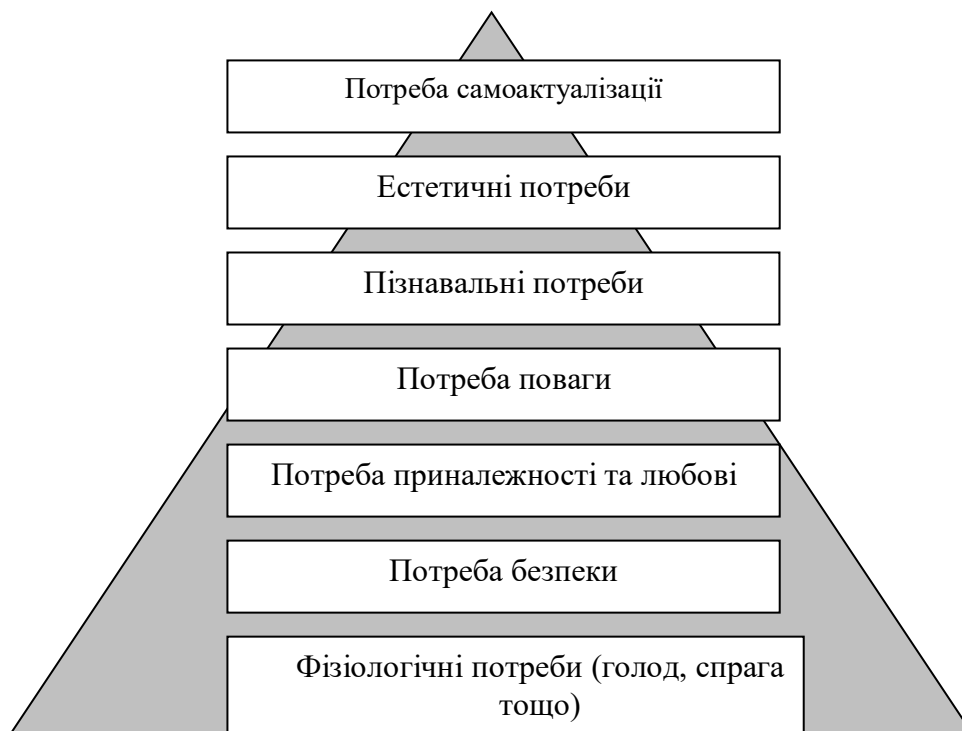 Потреба самоактуалізації
Естетичні потреби
Пізнавальні потреби
Потреба поваги
Потреба приналежності та любові
Потреба безпеки
Фізіологічні потреби (голод, спрага
тощо)